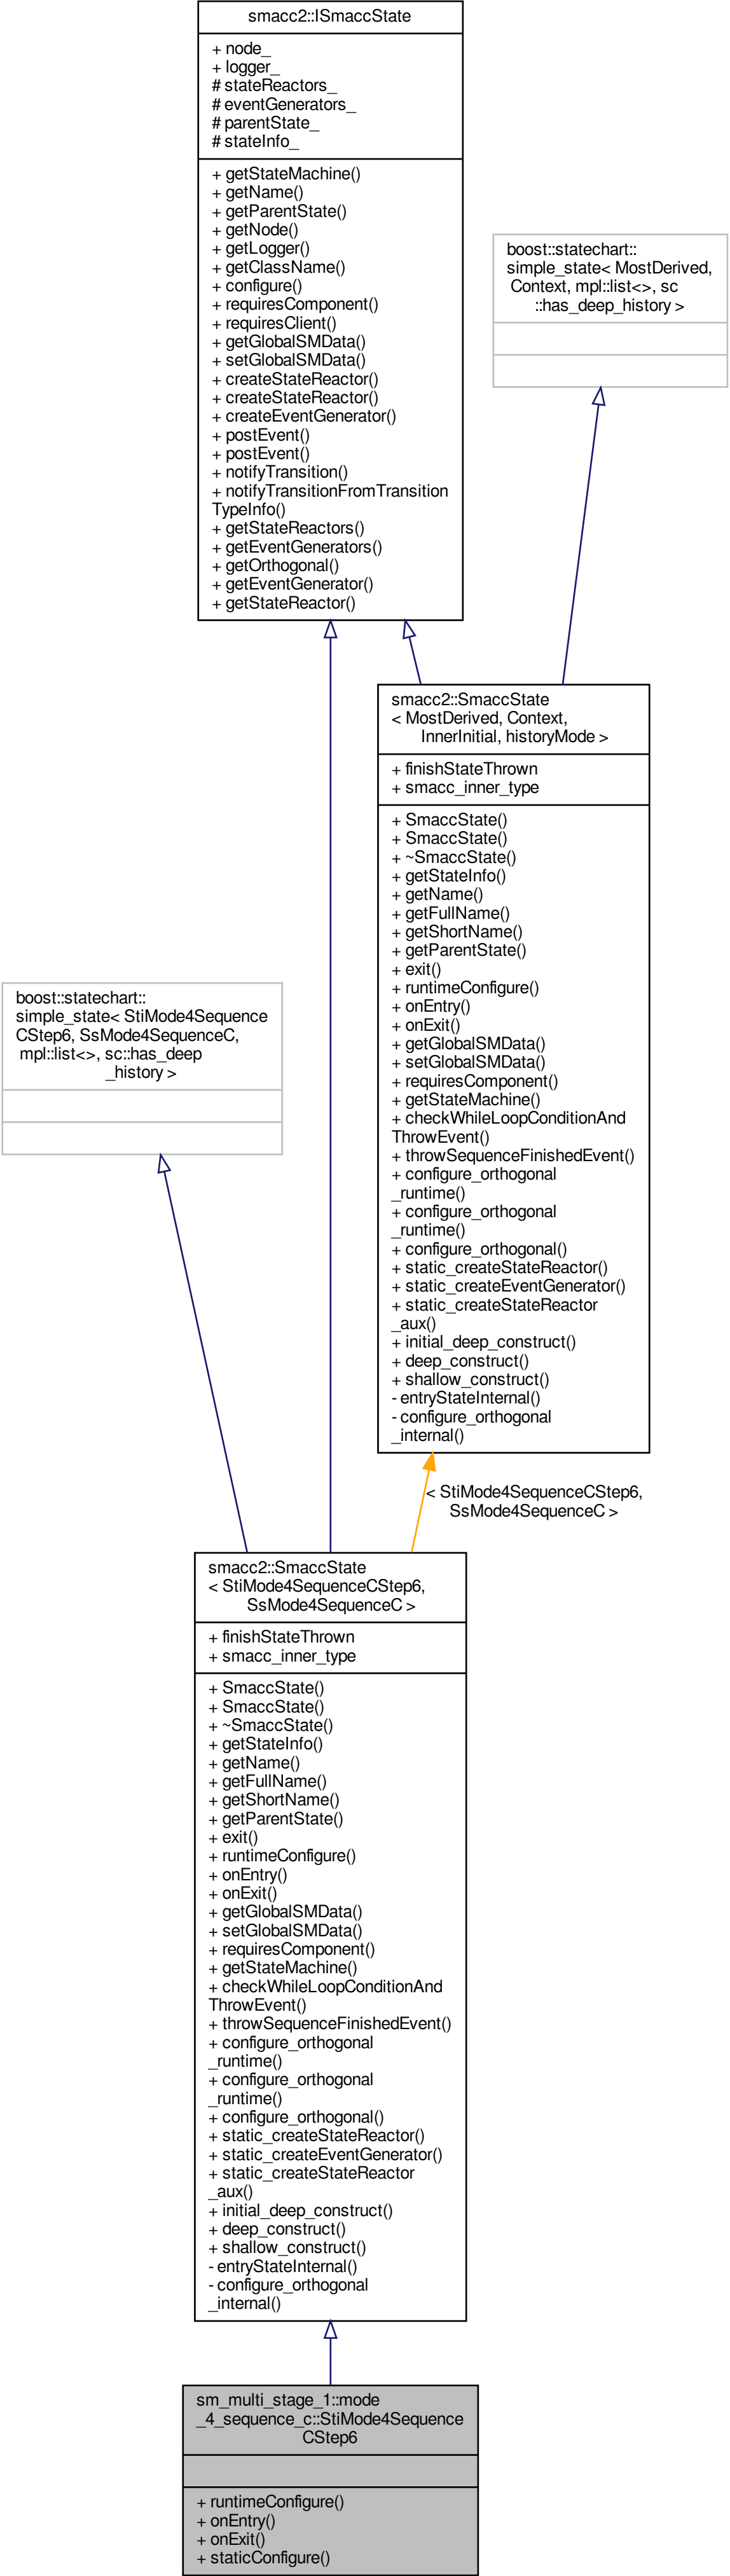 smacc2::ISmaccState
+ node_
+ logger_
# stateReactors_
# eventGenerators_
# parentState_
# stateInfo_
+ getStateMachine()
+ getName()
+ getParentState()
+ getNode()
+ getLogger()
+ getClassName()
+ configure()
+ requiresComponent()
+ requiresClient()
+ getGlobalSMData()
+ setGlobalSMData()
+ createStateReactor()
+ createStateReactor()
+ createEventGenerator()
+ postEvent()
+ postEvent()
+ notifyTransition()
+ notifyTransitionFromTransition
TypeInfo()
+ getStateReactors()
+ getEventGenerators()
+ getOrthogonal()
+ getEventGenerator()
+ getStateReactor()
boost::statechart::
simple_state< MostDerived,
Context, mpl::list<>, sc
::has_deep_history >
smacc2::SmaccState
< MostDerived, Context,
InnerInitial, historyMode >
+ finishStateThrown
+ smacc_inner_type
+ SmaccState()
+ SmaccState()
+ ~SmaccState()
+ getStateInfo()
+ getName()
+ getFullName()
+ getShortName()
+ getParentState()
+ exit()
+ runtimeConfigure()
+ onEntry()
+ onExit()
+ getGlobalSMData()
+ setGlobalSMData()
+ requiresComponent()
+ getStateMachine()
+ checkWhileLoopConditionAnd
ThrowEvent()
+ throwSequenceFinishedEvent()
+ configure_orthogonal
_runtime()
+ configure_orthogonal
_runtime()
+ configure_orthogonal()
+ static_createStateReactor()
+ static_createEventGenerator()
+ static_createStateReactor
_aux()
+ initial_deep_construct()
+ deep_construct()
+ shallow_construct()
- entryStateInternal()
- configure_orthogonal
_internal()
boost::statechart::
simple_state< StiMode4Sequence
CStep6, SsMode4SequenceC,
mpl::list<>, sc::has_deep
_history >
< StiMode4SequenceCStep6,
SsMode4SequenceC >
smacc2::SmaccState
< StiMode4SequenceCStep6,
SsMode4SequenceC >
+ finishStateThrown
+ smacc_inner_type
+ SmaccState()
+ SmaccState()
+ ~SmaccState()
+ getStateInfo()
+ getName()
+ getFullName()
+ getShortName()
+ getParentState()
+ exit()
+ runtimeConfigure()
+ onEntry()
+ onExit()
+ getGlobalSMData()
+ setGlobalSMData()
+ requiresComponent()
+ getStateMachine()
+ checkWhileLoopConditionAnd
ThrowEvent()
+ throwSequenceFinishedEvent()
+ configure_orthogonal
_runtime()
+ configure_orthogonal
_runtime()
+ configure_orthogonal()
+ static_createStateReactor()
+ static_createEventGenerator()
+ static_createStateReactor
_aux()
+ initial_deep_construct()
+ deep_construct()
+ shallow_construct()
- entryStateInternal()
- configure_orthogonal
_internal()
sm_multi_stage_1::mode
_4_sequence_c::StiMode4Sequence
CStep6
+ runtimeConfigure()
+ onEntry()
+ onExit()
+ staticConfigure()